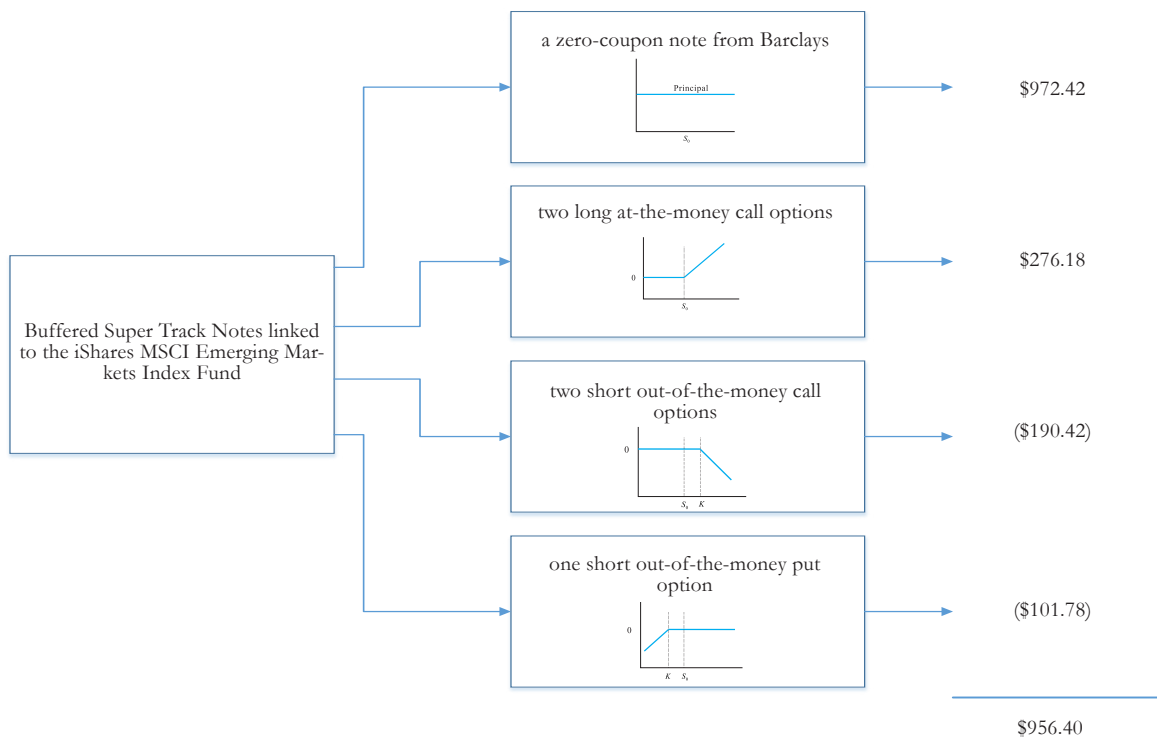 a zero-coupon note from Barclays
Principal
S0
$972.42
two long at-the-money call options
0
S0
$276.18
Buffered Super Track Notes linked
to the iShares MSCI Emerging Mar-
kets Index Fund
two short out-of-the-money call
options
0
S0 K
($190.42)
one short out-of-the-money put
option
0
K S0
($101.78)
$956.40